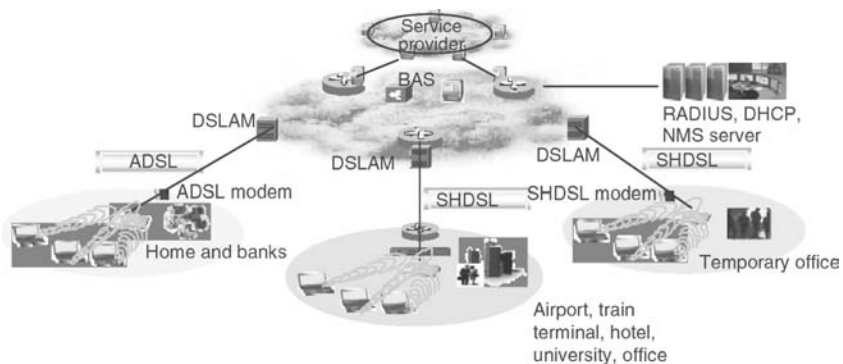 Service
provider
BAS
RADIUS, DHCP,
NMS server
DSLAM
DSLAM
DSLAM
ADSL
SHDSL
ADSL modem
SHDSL
SHDSL modem
Home and banks
Temporary office
Airport, train
terminal, hotel,
university, office